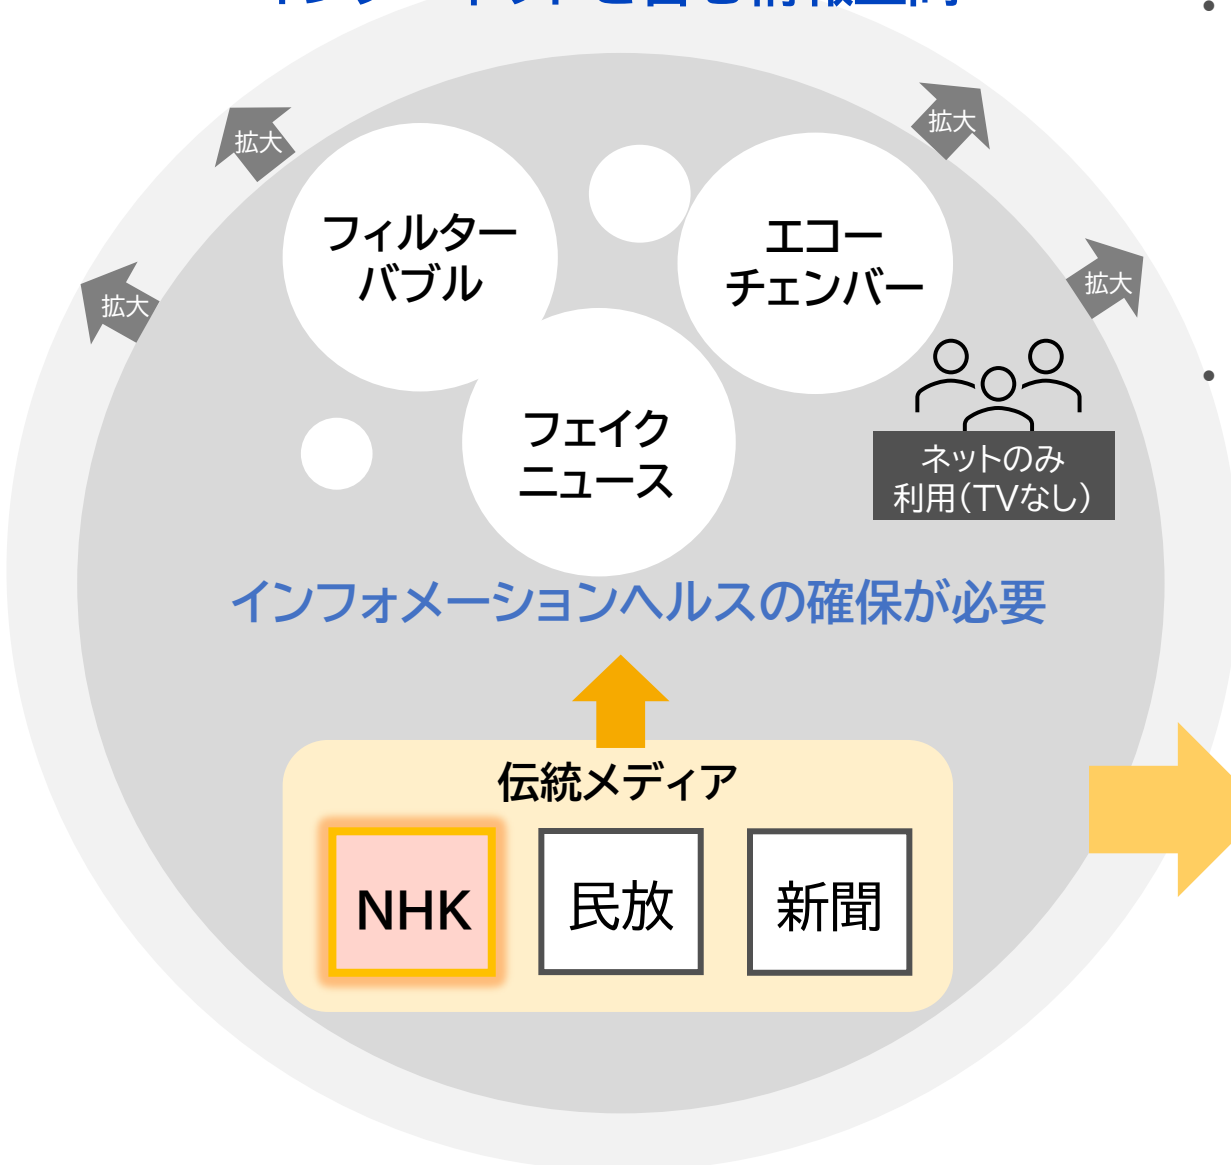 拡大
拡大
フィルター
バブル
エコー
チェンバー
拡大
拡大
フェイク
ニュース
ネットのみ
利用（TVなし）
インフォメーションヘルスの確保が必要
伝統メディア
NHK
民放
新聞